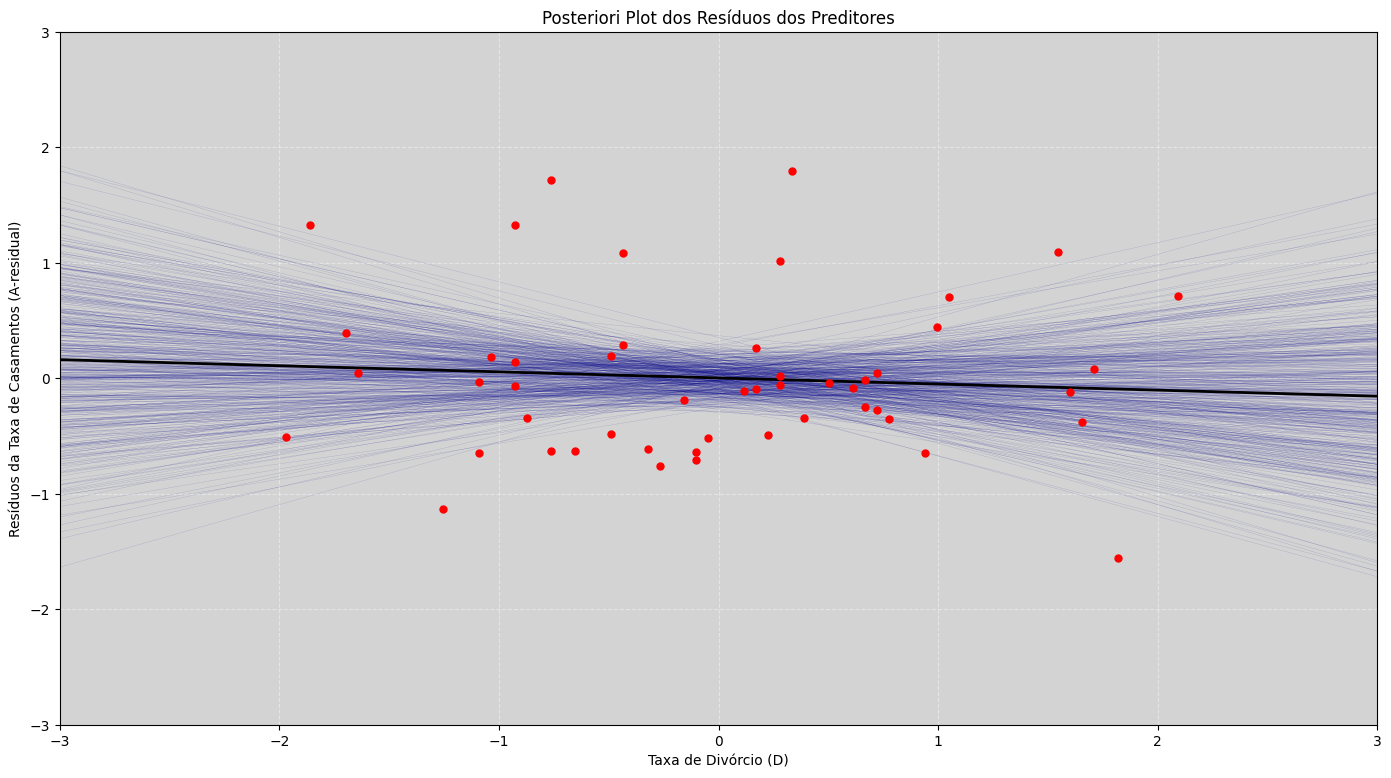 Posteriori Plot dos Resíduos dos Preditores
3
2
1
0
−1
−2
−3
Resíduos da Taxa de Casamentos (A-residual)
−3 −2 −1 0 1 2 3
Taxa de Divórcio (D)